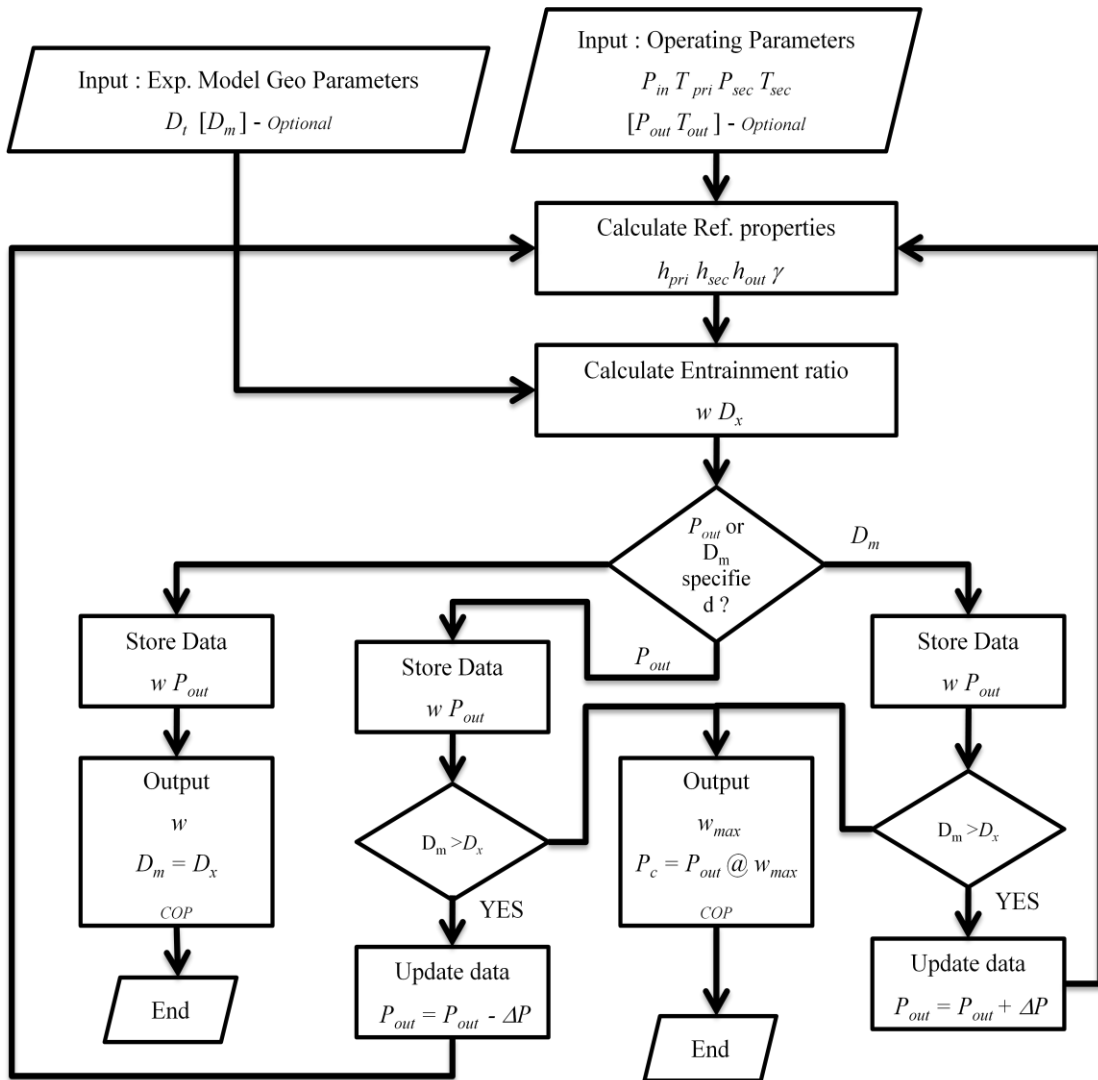 Input : Exp. Model Geo Parameters
D_t [D_m] - Optional
Input : Operating Parameters
P_in T_pri P_sec T_sec
[P_out T_out] - Optional
Calculate Ref. properties
h_pri h_sec h_out γ
Calculate Entrainment ratio
w D_x
P_out or
D_m
specifie
d ?
D_m
P_out
Store Data
w P_out
Output
w
D_m = D_x
COP
End
Store Data
w P_out
D_m >D_x
YES
Update data
P_out = P_out - ΔP
Output
w_max
P_c = P_out @ w_max
COP
End
Store Data
w P_out
D_m >D_x
YES
Update data
P_out = P_out + ΔP